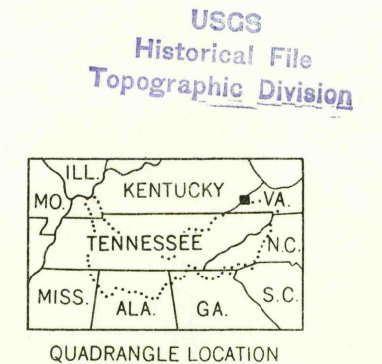 USGS
Historical File
Topographic Division
ILL.
MO.
KENTUCKY
VA.
TENNESSEE
N.C.
MISS.
ALA.
GA.
S.C.
QUADRANGLE LOCATION